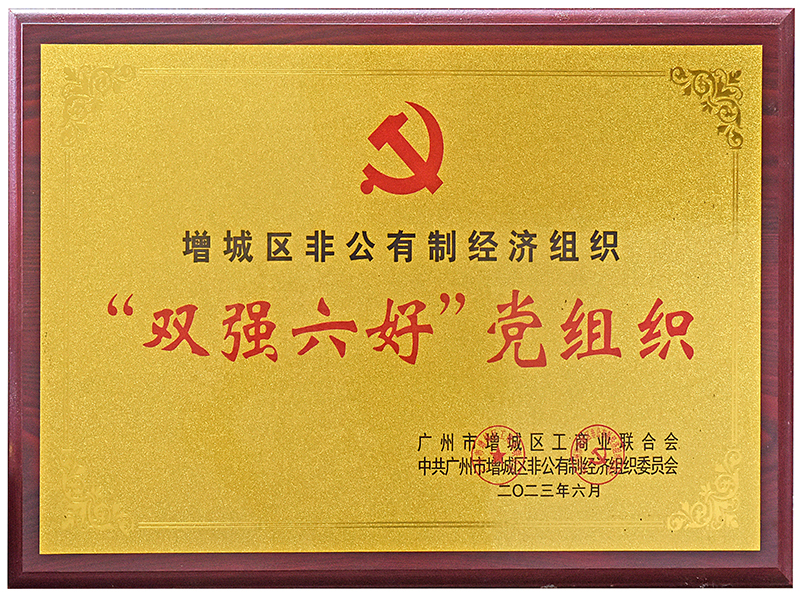 增城区非公有制经济组织
“双强六好”党组织
广州市增城区工商业联合会
中共广州市增城区非公有制经济组织委员会
二〇二三年六月